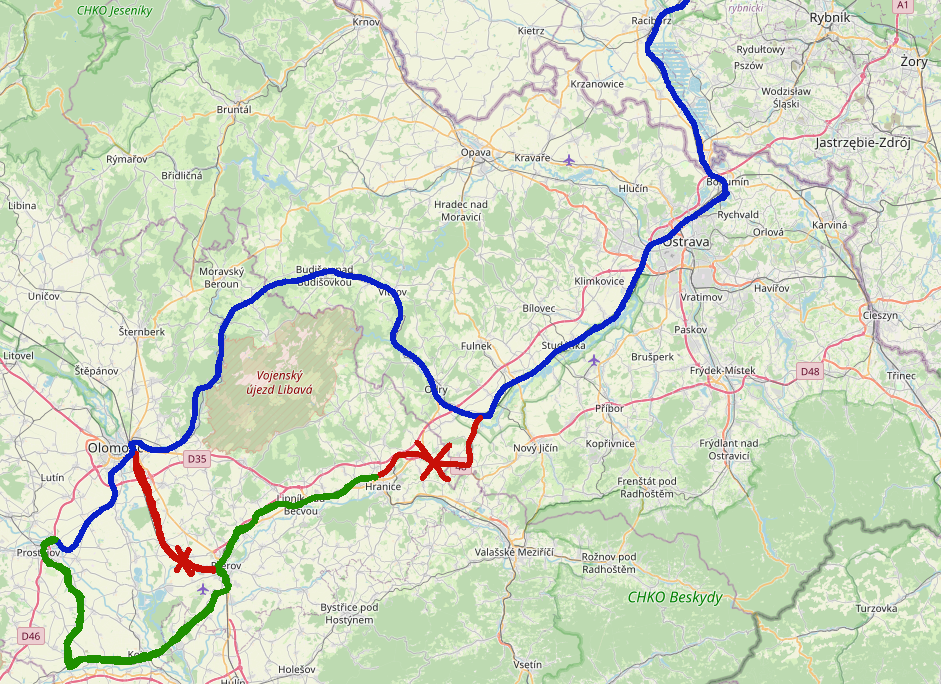 CHKO Jeseníky
Krnov
Kietrz
Racibórz
rybnicki
Rybnik
A1
Rydułtowy
Pszów
Żory
Krzanowice
Wodzisław
Śląski
Bruntál
Jastrzębie-Zdrój
Opava
Kravaře
Rýmařov
Břidličná
Hlučín
Bohumín
Libina
Hradec nad
Moravicí
Rychvald
Karviná
Orlová
Ostrava
Moravský
Beroun
Budišov nad
Budišovkou
Vítkov
Klimkovice
Havířov
Vratimov
Uničov
Bílovec
Cieszyn
Šternberk
Paskov
Litovel
Fulnek
Studénka
Brušperk
Štěpánov
Vojenský
újezd Libavá
Frýdek-Místek
D48
Třinec
Odry
Příbor
Olomouc
D35
Nový Jičín
Kopřivnice
Frýdlant nad
Ostravicí
Lutín
48
Hranice
Frenštát pod
Radhoštěm
Lipník nad
Bečvou
Prostějov
Valašské Meziříčí
Rožnov pod
Radhoštěm
Přerov
CHKO Beskydy
Bystřice pod
Hostýnem
Turzovka
D46
Vsetín
Holešov
Hulín